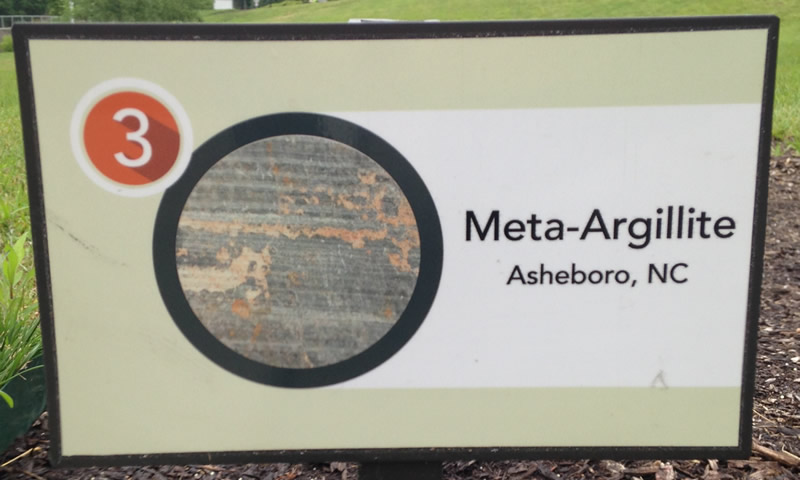 3
Meta-Argillite
Asheboro, NC